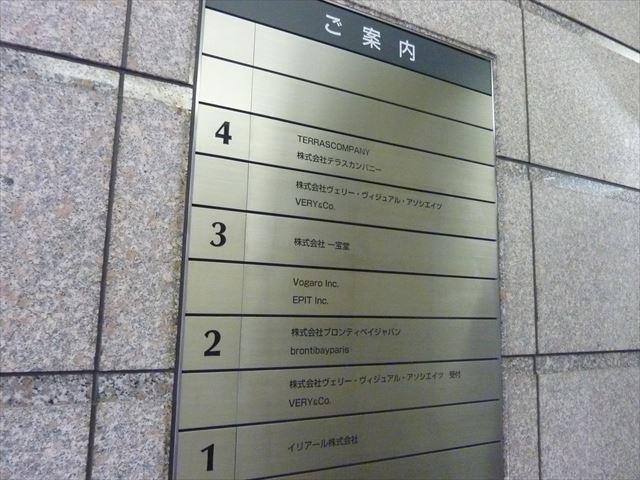 ご案内
4 TERRASCOMPANY
株式会社テラスカンパニー
株式会社ヴェリー・ヴィジュアル・アソシエイツ
VERY&Co.
3 株式会社 一宝堂
Vogaro Inc.
EPIT Inc.
2 株式会社ブロンティベイジャパン
brontibayparis
株式会社ヴェリー・ヴィジュアル・アソシエイツ 受付
VERY&Co.
1 イリアール株式会社